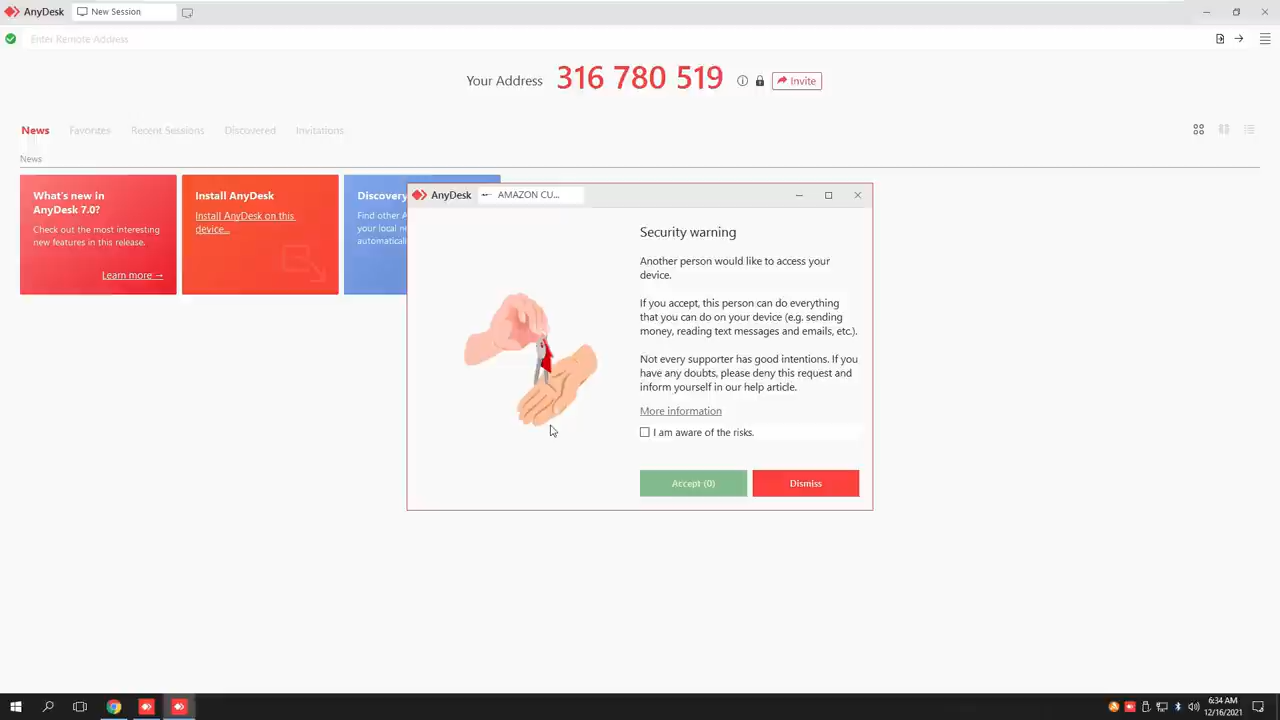 AnyDesk
New Session
Enter Remote Address
Your Address 316 780 519
Invite
News Favorites Recent Sessions Discovered Invitations
News
What's new in
AnyDesk 7.0?
Check out the most interesting
new features in this release.
Learn more →
Install AnyDesk
Install AnyDesk on this
device...
Discovery
Find other A
your local ne
automaticall
AnyDesk
AMAZON CU...
Security warning
Another person would like to access your
device.
If you accept, this person can do everything
that you can do on your device (e.g. sending
money, reading text messages and emails, etc.).
Not every supporter has good intentions. If you
have any doubts, please deny this request and
inform yourself in our help article.
More information
I am aware of the risks.
Accept (0)
Dismiss
6:34 AM
12/16/2021